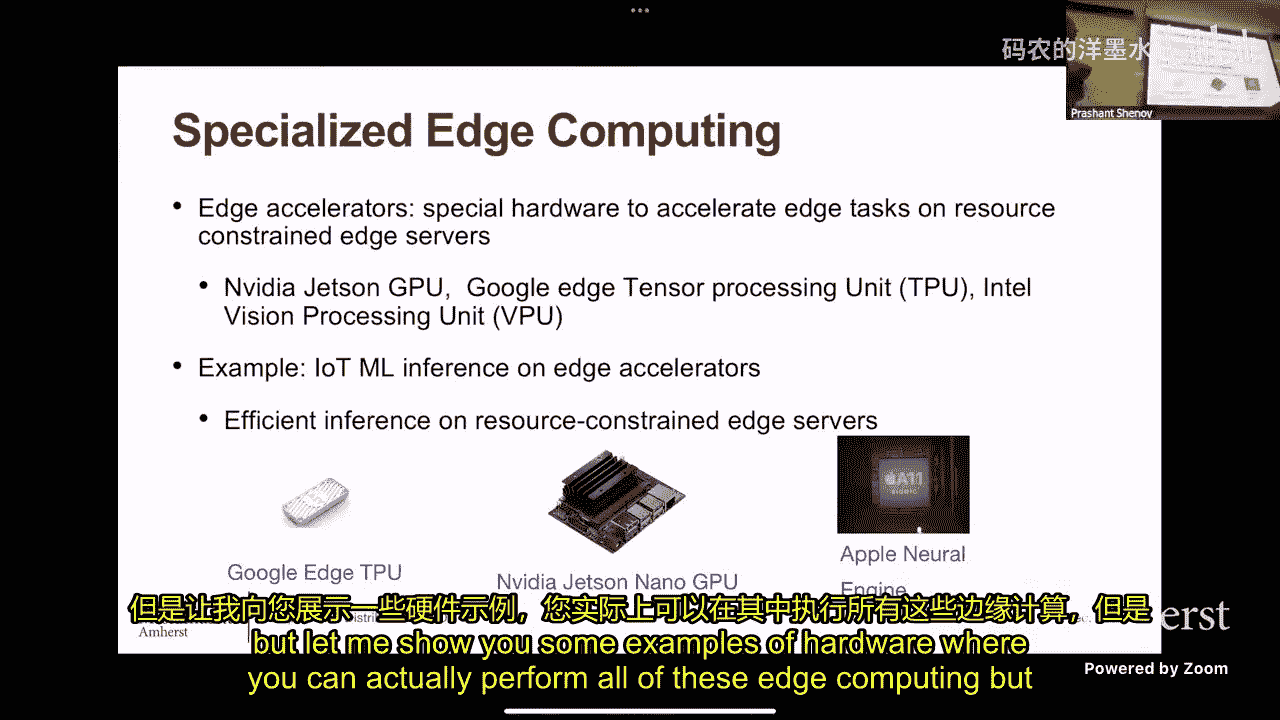 码农的洋墨水
Prashant Shenoy
Specialized Edge Computing
• Edge accelerators: special hardware to accelerate edge tasks on resource
constrained edge servers
• Nvidia Jetson GPU, Google edge Tensor processing Unit (TPU), Intel
Vision Processing Unit (VPU)
• Example: IoT ML inference on edge accelerators
• Efficient inference on resource-constrained edge servers
A11
BIONIC
Google Edge TPU
Nvidia Jetson Nano GPU
Apple Neural
Engine
但是让我向您展示一些硬件示例，您实际上可以在其中执行所有这些边缘计算，但是
Amherst
but let me show you some examples of hardware where
you can actually perform all of these edge computing but
Powered by Zoom